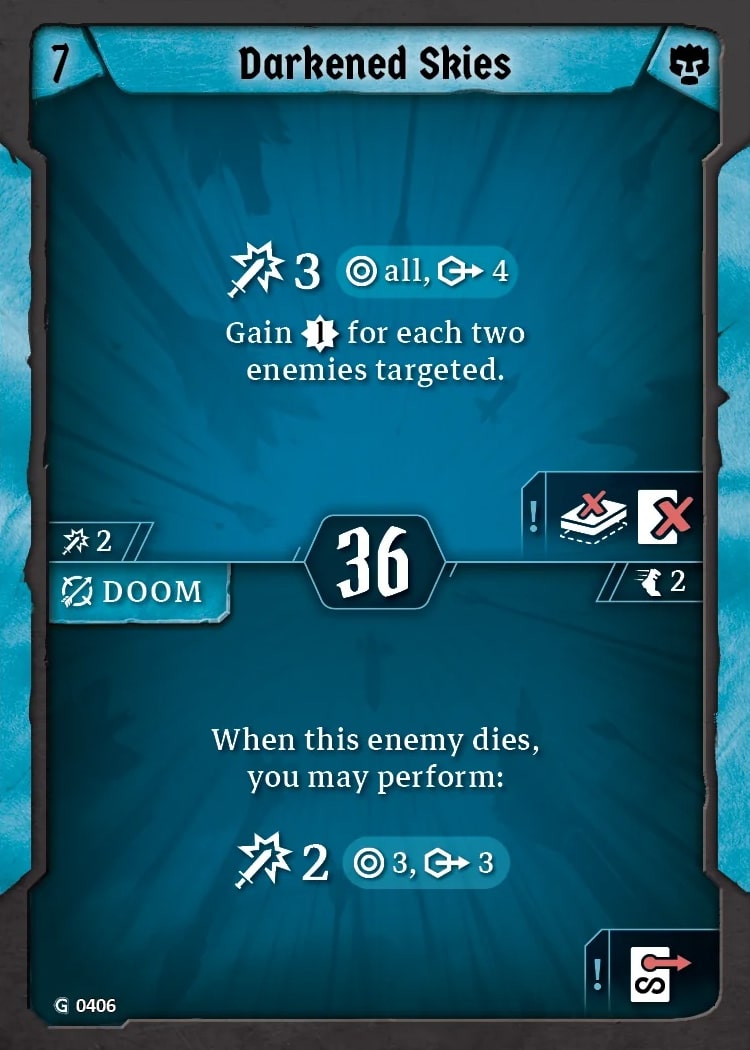 7 Darkened Skies
3 all, 4
Gain 1 for each two
enemies targeted.
! 
2
36
DOOM
2
When this enemy dies,
you may perform:
2 3, 3
!
G 0406